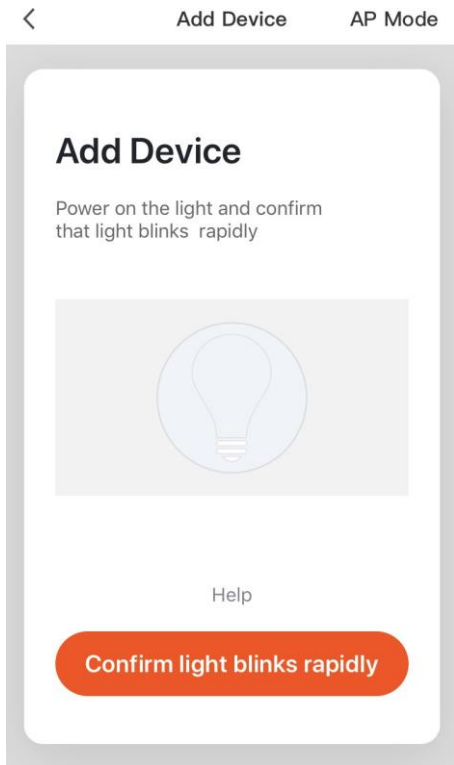 Add Device AP Mode
Add Device
Power on the light and confirm
that light blinks rapidly
Help
Confirm light blinks rapidly